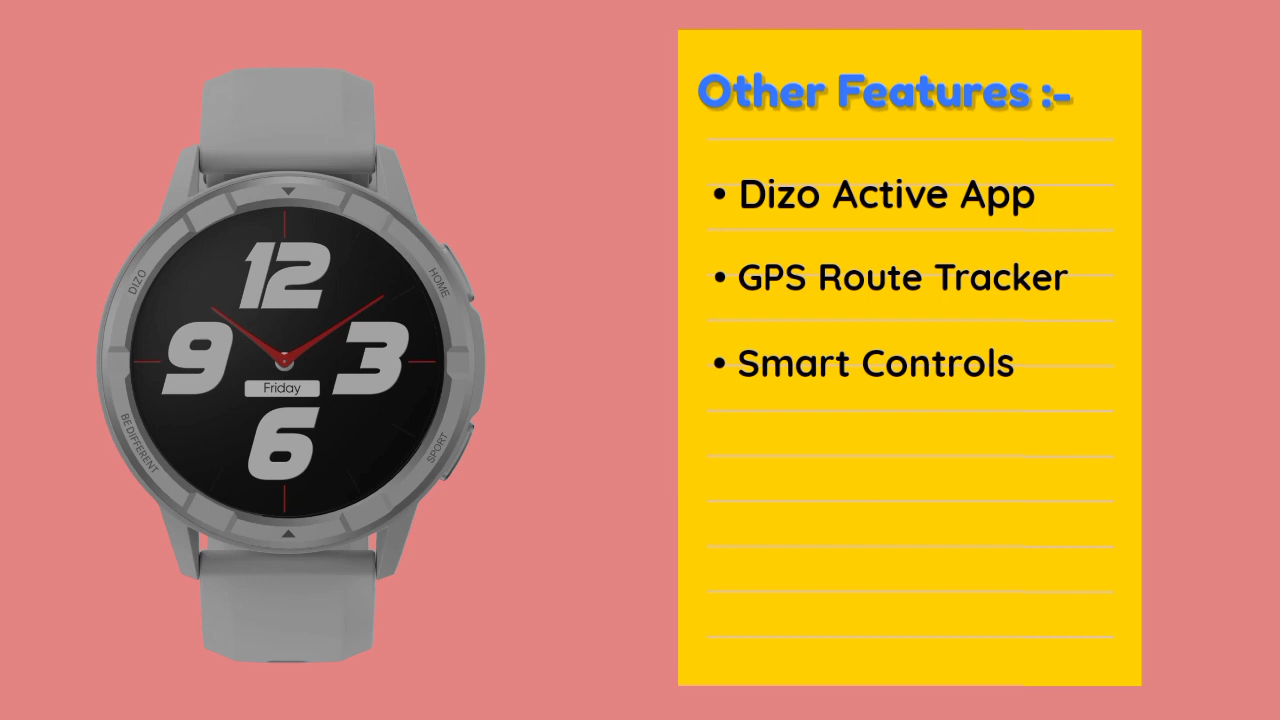 DIZO
HOME
12
9
3
Friday
6
BE DIFFERENT
SPORT
Other Features :-
• Dizo Active App
• GPS Route Tracker
• Smart Controls